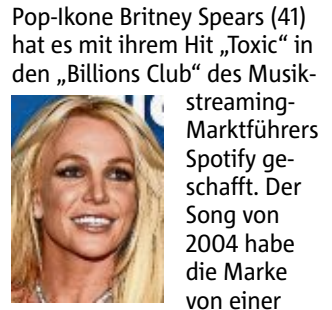 Pop-Ikone Britney Spears (41)
hat es mit ihrem Hit „Toxic“ in
den „Billions Club“ des Musik-
streaming-
Marktführers
Spotify ge-
schafft. Der
Song von
2004 habe
die Marke
von einer